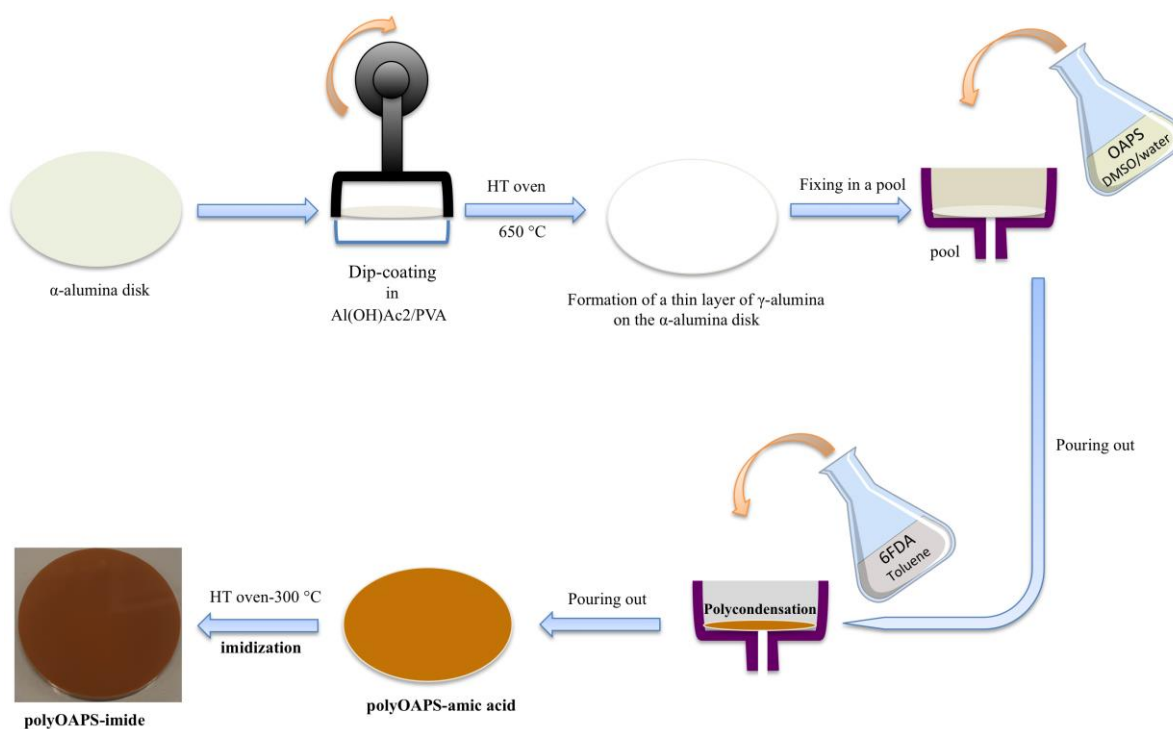 α-alumina disk
Dip-coating
in
Al(OH)Ac2/PVA
HT oven
650 °C
Formation of a thin layer of γ-alumina
on the α-alumina disk
Fixing in a pool
pool
OAPS
DMSO/water
Pouring out
6FDA
Toluene
Polycondensation
Pouring out
polyOAPS-amic acid
HT oven-300 °C
imidization
polyOAPS-imide